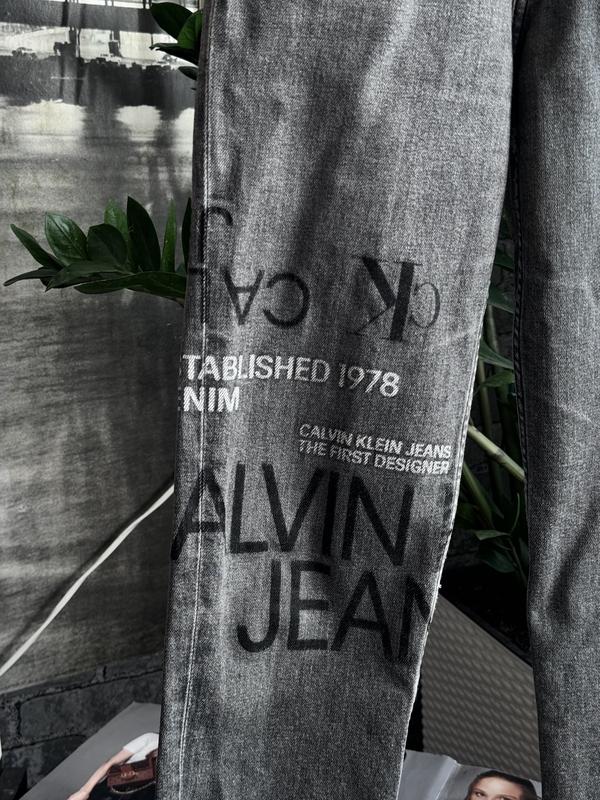 CK
CA
TABLISHED 1978
NIM
CALVIN KLEIN JEANS
THE FIRST DESIGNER
ALVIN
JEAN